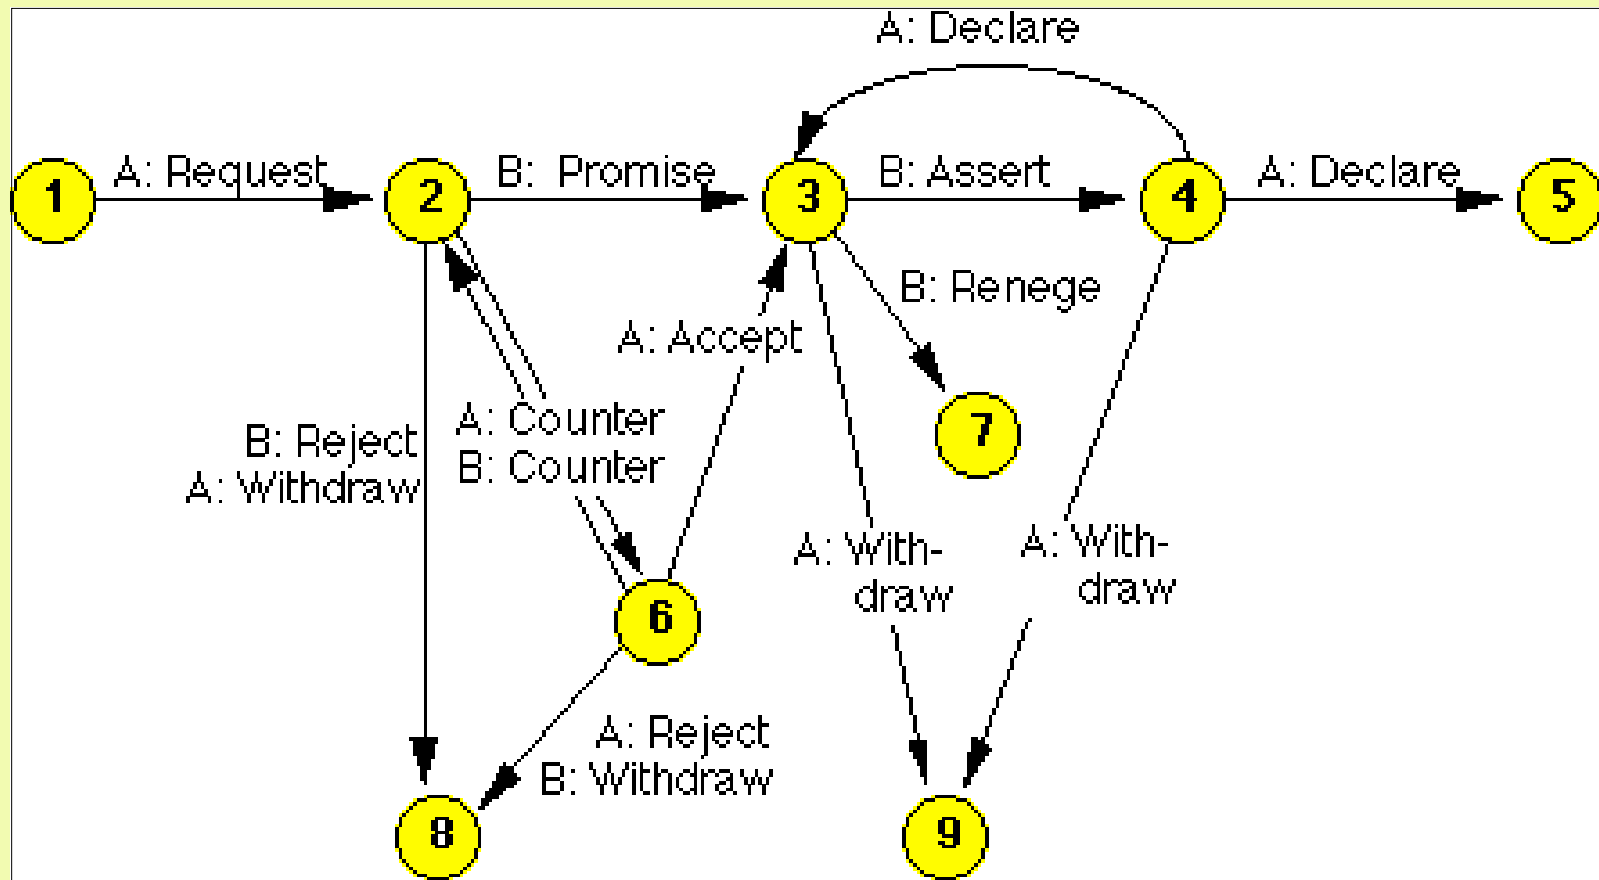 A: Declare
A: Request
B: Promise
B: Assert
A: Declare
1
2
3
4
5
B: Renege
A: Accept
A: Counter
B: Counter
B: Reject
A: Withdraw
7
A: With-
draw
A: With-
draw
6
A: Reject
B: Withdraw
8
9